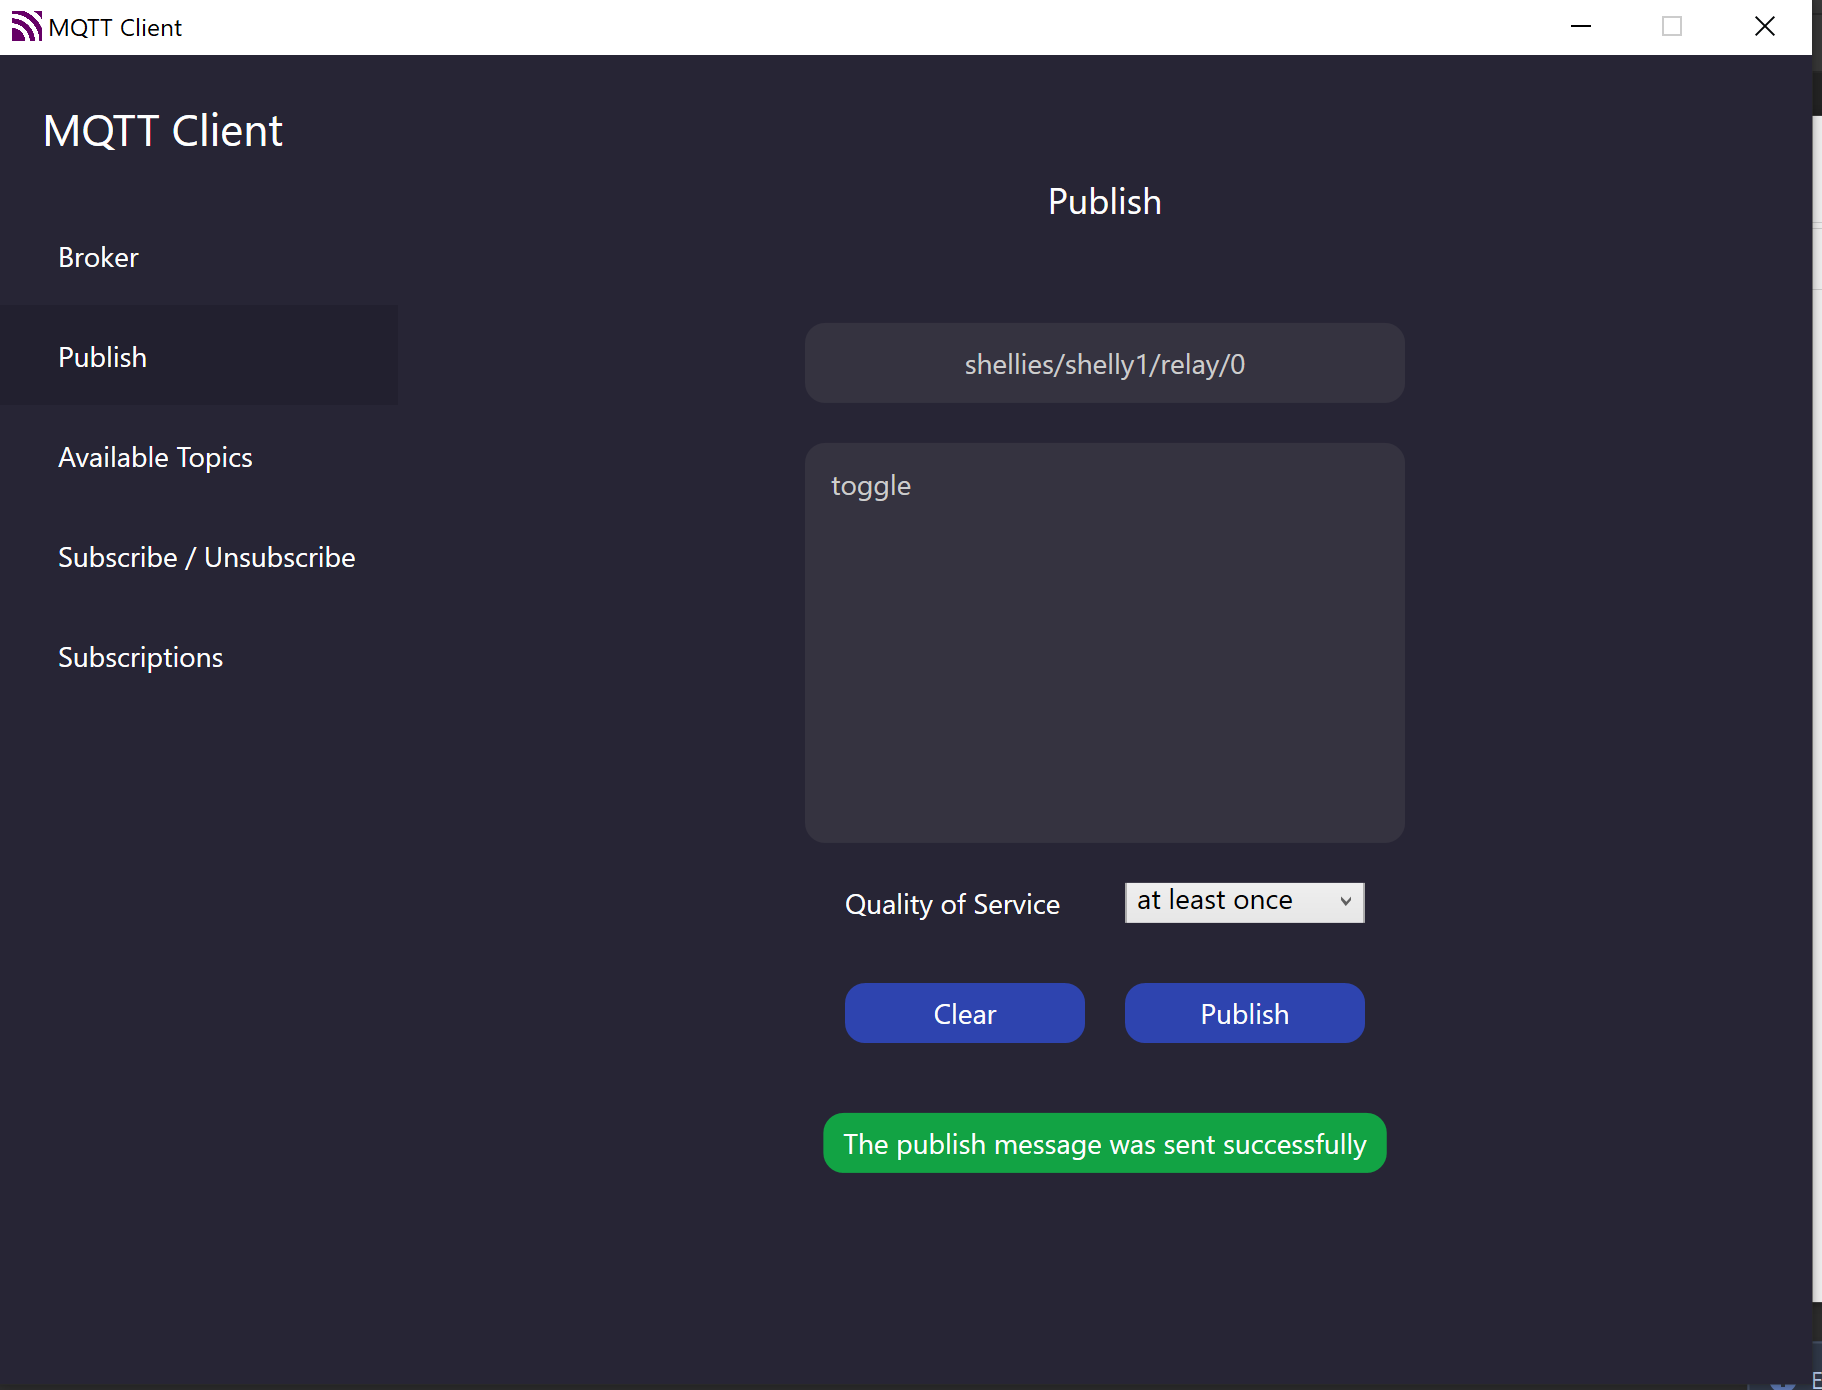 MQTT Client
MQTT Client
Broker
Publish
Available Topics
Subscribe / Unsubscribe
Subscriptions
Publish
shellies/shelly1/relay/0
toggle
Quality of Service
at least once
Clear
Publish
The publish message was sent successfully